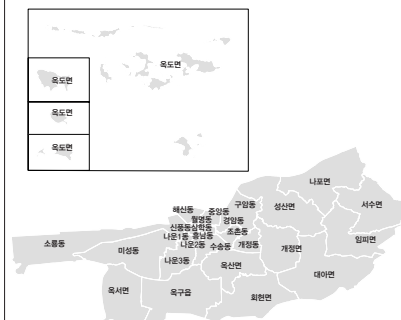 옥도면
옥도면
옥도면
옥도면
나포면
서수면
임피면
구암동
성산면
해신동
중앙동
월명동
경암동
신풍동삼학동
조촌동
나운1동
흥남동
나운2동
수송동
개정동
개정면
소룡동
미성동
나운3동
옥산면
대야면
옥서면
옥구읍
회현면